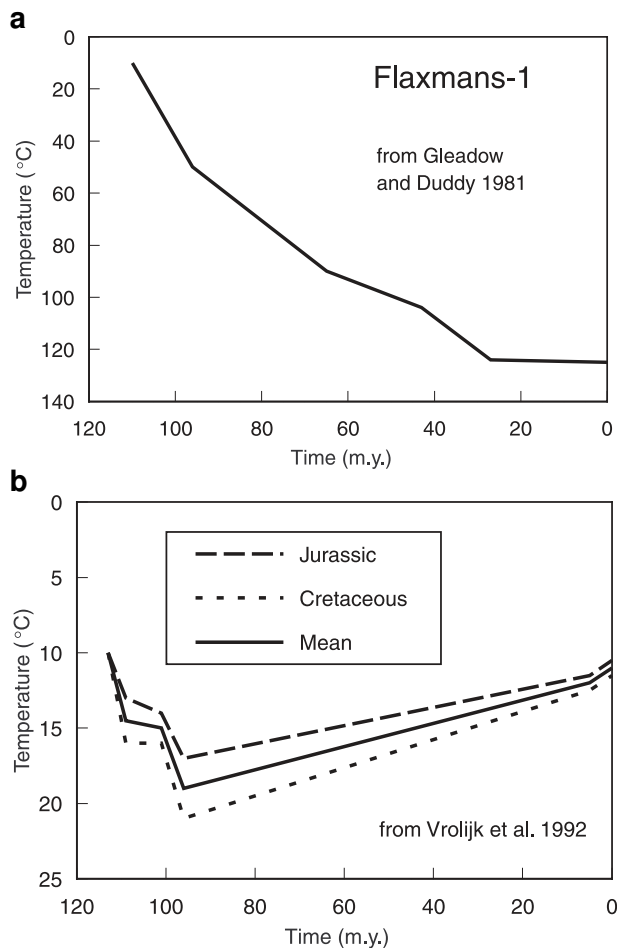 a
0
20
40
60
80
100
120
140
Temperature (°C)
Flaxmans-1
from Gleadow
and Duddy 1981
120 100 80 60 40 20 0
Time (m.y.)
b
0
5
10
15
20
25
Temperature (°C)
Jurassic
Cretaceous
Mean
from Vrolijk et al. 1992
120 100 80 60 40 20 0
Time (m.y.)